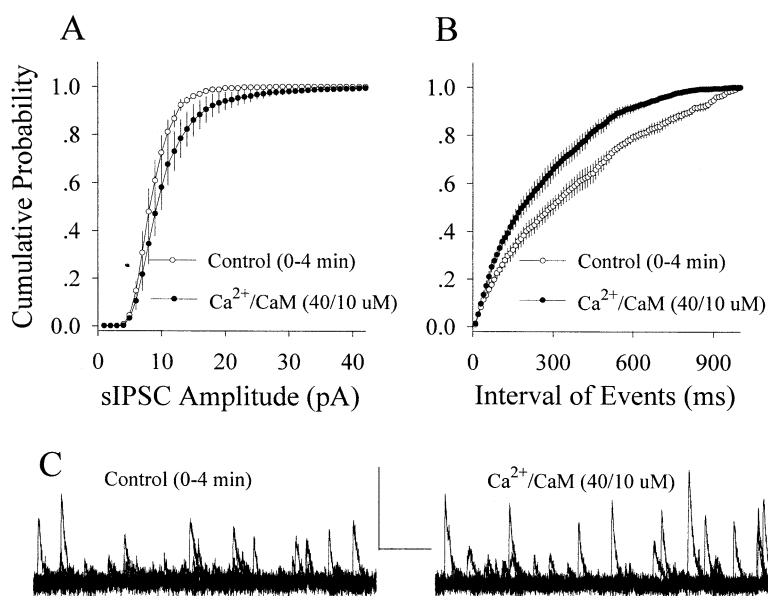 A
Cumulative Probability
1.0
.8
.6
.4
.2
0.0
Control (0-4 min)
Ca²⁺/CaM (40/10 uM)
0 10 20 30 40
sIPSC Amplitude (pA)
B
1.0
.8
.6
.4
.2
0.0
Control (0-4 min)
Ca²⁺/CaM (40/10 uM)
0 300 600 900
Interval of Events (ms)
C
Control (0-4 min)
Ca²⁺/CaM (40/10 uM)